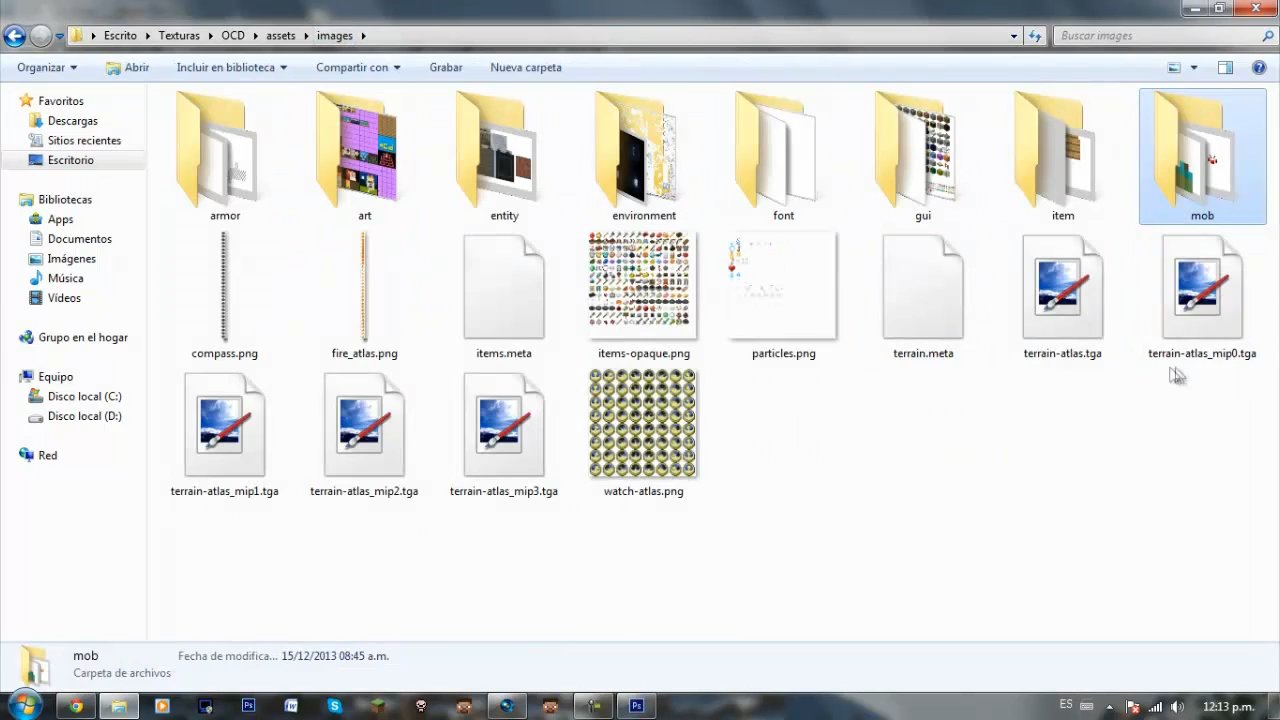 Escrito
Texturas
OCD
assets
images
Buscar images
Organizar
Abrir
Incluir en biblioteca
Compartir con
Grabar
Nueva carpeta
Favoritos
Descargas
Sitios recientes
Escritorio
Bibliotecas
Apps
Documentos
Imágenes
Música
Vídeos
Grupo en el hogar
Equipo
Disco local (C:)
Disco local (D:)
Red
armor
art
entity
environment
font
gui
item
mob
compass.png
fire_atlas.png
items.meta
items-opaque.png
particles.png
terrain.meta
terrain-atlas.tga
terrain-atlas_mip0.tga
terrain-atlas_mip1.tga
terrain-atlas_mip2.tga
terrain-atlas_mip3.tga
watch-atlas.png
mob
Fecha de modifica... 15/12/2013 08:45 a.m.
Carpeta de archivos
ES
12:13 p.m.